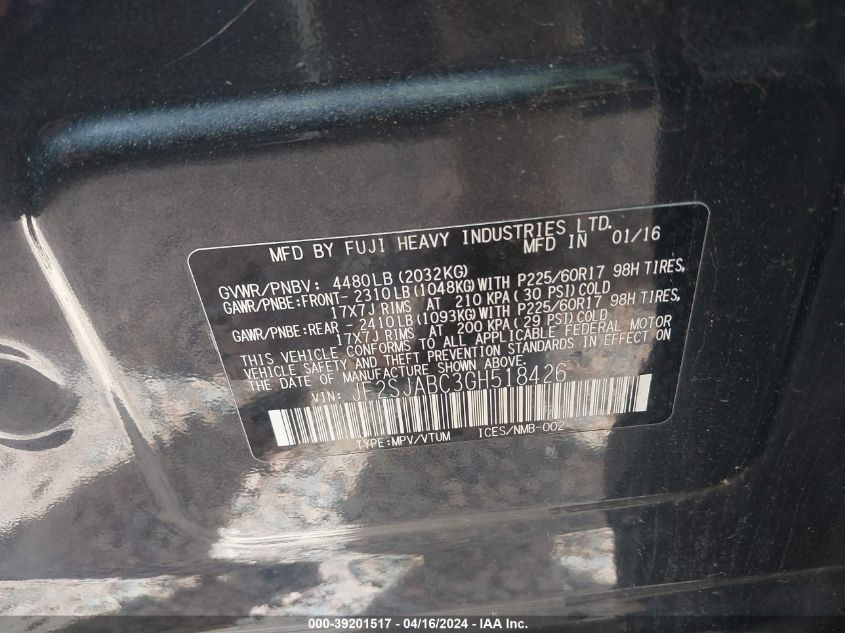 MFD BY FUJI HEAVY INDUSTRIES LTD.
MFD IN 01/16
GVWR/PNBV: 4480LB(2032KG)
GAWR/PNBE:FRONT- 2310LB(1048KG)WITH P225/60R17 98H TIRES,
17X7J RIMS AT 210 KPA(30 PSI)COLD
GAWR/PNBE:REAR - 2410LB(1093KG)WITH P225/60R17 98H TIRES,
17X7J RIMS AT 200 KPA(29 PSI)COLD
THIS VEHICLE CONFORMS TO ALL APPLICABLE FEDERAL MOTOR
VEHICLE SAFETY AND THEFT PREVENTION STANDARDS IN EFFECT ON
THE DATE OF MANUFACTURE SHOWN ABOVE.
VIN: JF2SJABC3GH518426
TYPE:MPV/VTUM ICES/NMB-002
000-39201517 - 04/16/2024 - IAAI.com